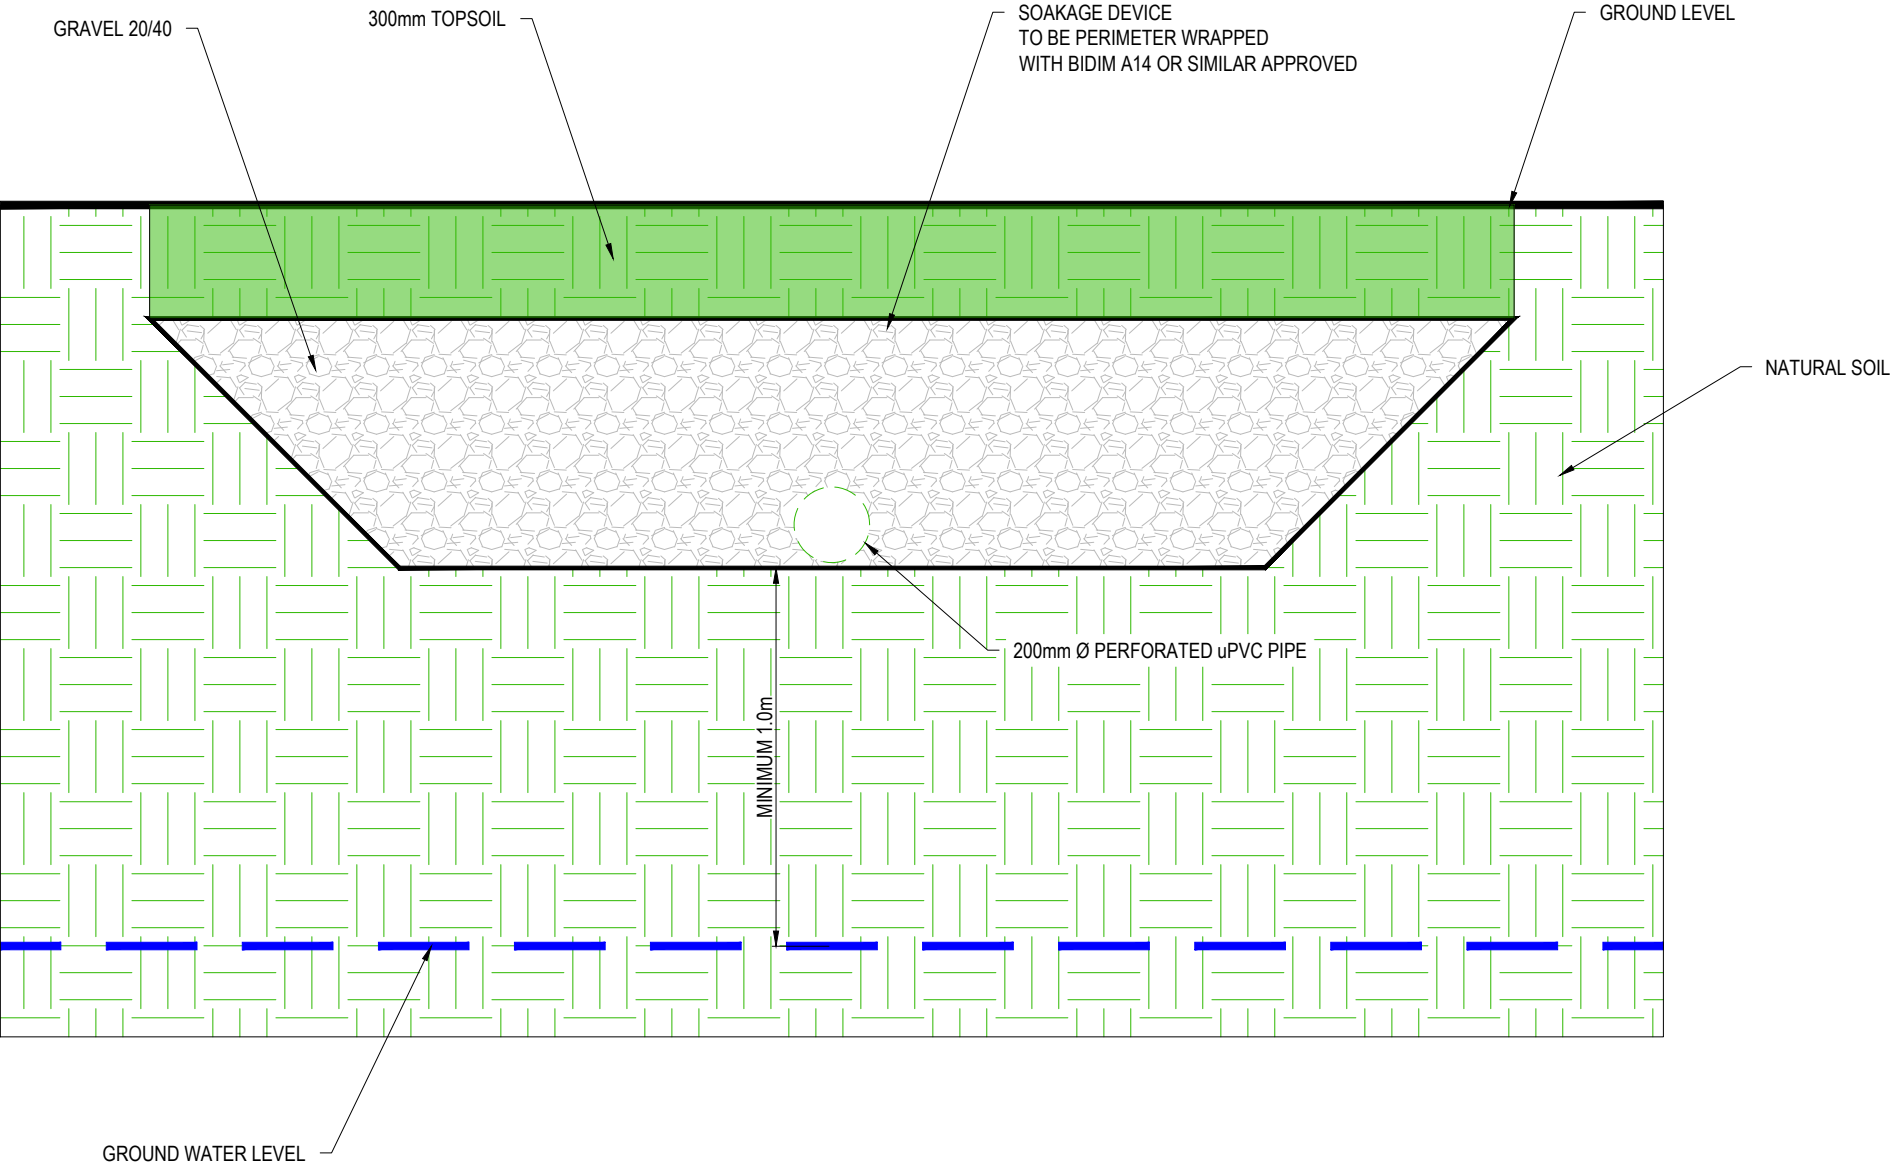 GRAVEL 20/40
300mm TOPSOIL
SOAKAGE DEVICE
TO BE PERIMETER WRAPPED
WITH BIDIM A14 OR SIMILAR APPROVED
GROUND LEVEL
NATURAL SOIL
200mm Ø PERFORATED uPVC PIPE
MINIMUM 1.0m
GROUND WATER LEVEL